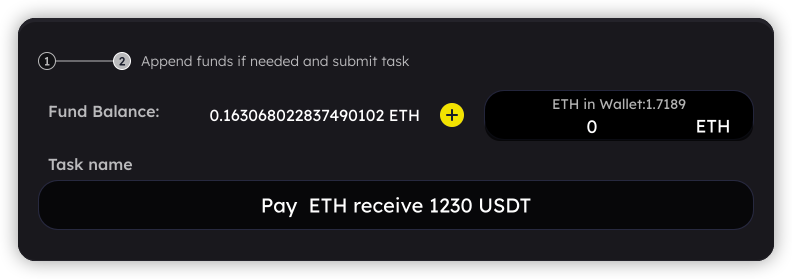 1 2 Append funds if needed and submit task
Fund Balance: 0.163068022837490102 ETH + ETH in Wallet:1.7189
0 ETH
Task name
Pay ETH receive 1230 USDT